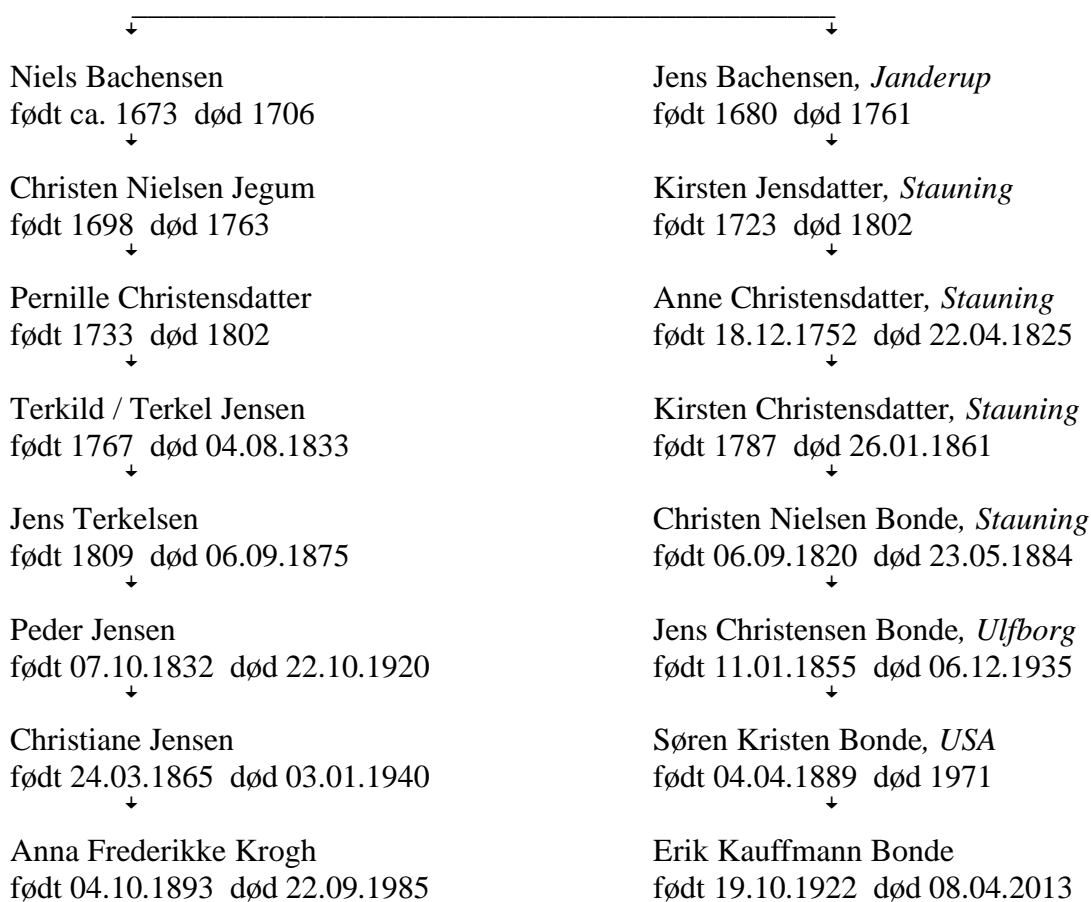 Niels Bachensen
født ca. 1673 død 1706
Christen Nielsen Jegum
født 1698 død 1763
Pernille Christensdatter
født 1733 død 1802
Terkild / Terkel Jensen
født 1767 død 04.08.1833
Jens Terkelsen
født 1809 død 06.09.1875
Peder Jensen
født 07.10.1832 død 22.10.1920
Christiane Jensen
født 24.03.1865 død 03.01.1940
Anna Frederikke Krogh
født 04.10.1893 død 22.09.1985
Jens Bachensen, Janderup
født 1680 død 1761
Kirsten Jensdatter, Stauning
født 1723 død 1802
Anne Christensdatter, Stauning
født 18.12.1752 død 22.04.1825
Kirsten Christensdatter, Stauning
født 1787 død 26.01.1861
Christen Nielsen Bonde, Stauning
født 06.09.1820 død 23.05.1884
Jens Christensen Bonde, Ulfborg
født 11.01.1855 død 06.12.1935
Søren Kristen Bonde, USA
født 04.04.1889 død 1971
Erik Kauffmann Bonde
født 19.10.1922 død 08.04.2013